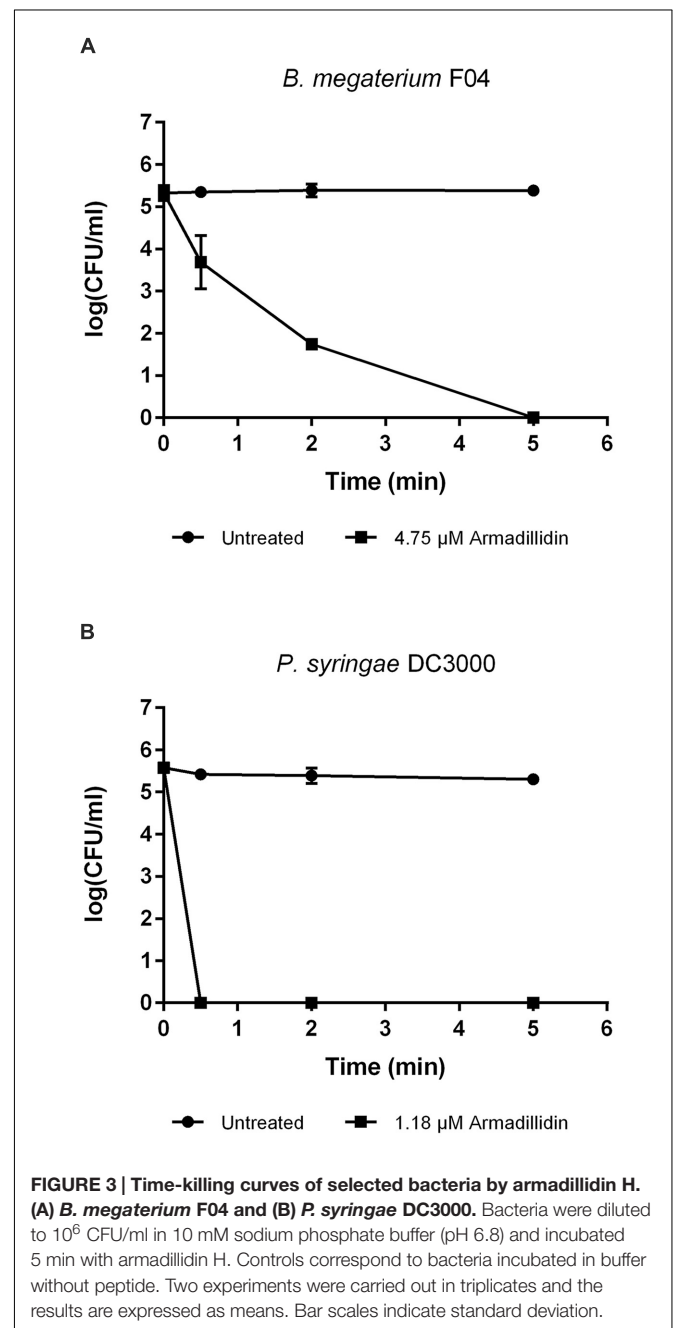 A
B. megaterium F04
7
6
5
4
3
2
1
0
log(CFU/ml)
0 1 2 3 4 5 6
Time (min)
Untreated 4.75 µM Armadillidin
B
P. syringae DC3000
7
6
5
4
3
2
1
0
log(CFU/ml)
0 1 2 3 4 5 6
Time (min)
Untreated 1.18 µM Armadillidin
FIGURE 3 | Time-killing curves of selected bacteria by armadillidin H.
(A) B. megaterium F04 and (B) P. syringae DC3000. Bacteria were diluted
to 10⁶ CFU/ml in 10 mM sodium phosphate buffer (pH 6.8) and incubated
5 min with armadillidin H. Controls correspond to bacteria incubated in buffer
without peptide. Two experiments were carried out in triplicates and the
results are expressed as means. Bar scales indicate standard deviation.